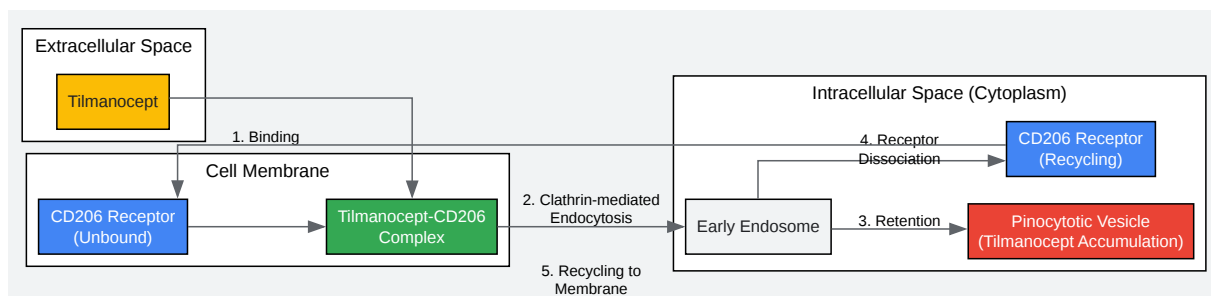 Extracellular Space
Tilmanocept
Intracellular Space (Cytoplasm)
1. Binding
4. Receptor
Dissociation
CD206 Receptor
(Recycling)
Cell Membrane
CD206 Receptor
(Unbound)
Tilmanocept-CD206
Complex
2. Clathrin-mediated
Endocytosis
Early Endosome
3. Retention
Pinocytotic Vesicle
(Tilmanocept Accumulation)
5. Recycling to
Membrane